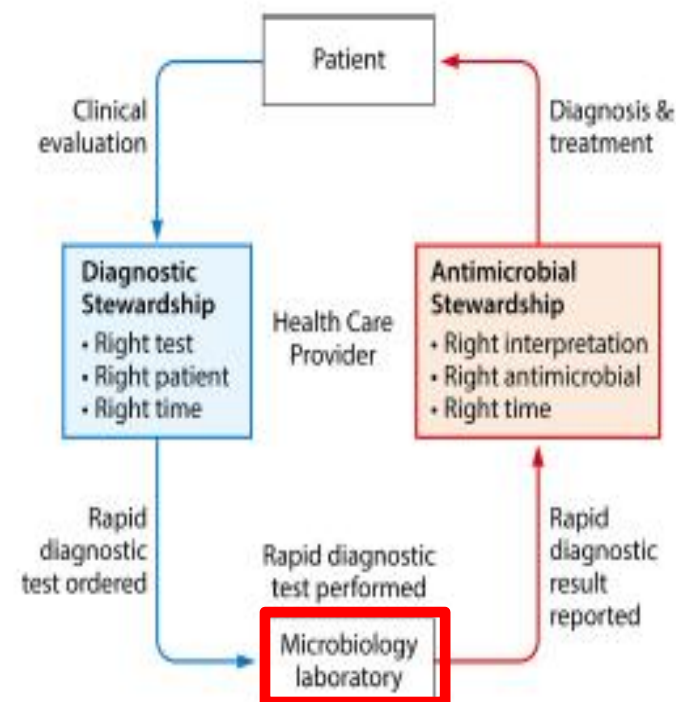 Patient
Clinical
evaluation
Diagnosis &
treatment
Diagnostic
Stewardship
• Right test
• Right patient
• Right time
Health Care
Provider
Antimicrobial
Stewardship
• Right interpretation
• Right antimicrobial
• Right time
Rapid
diagnostic
test ordered
Rapid diagnostic
test performed
Microbiology
laboratory
Rapid
diagnostic
result
reported